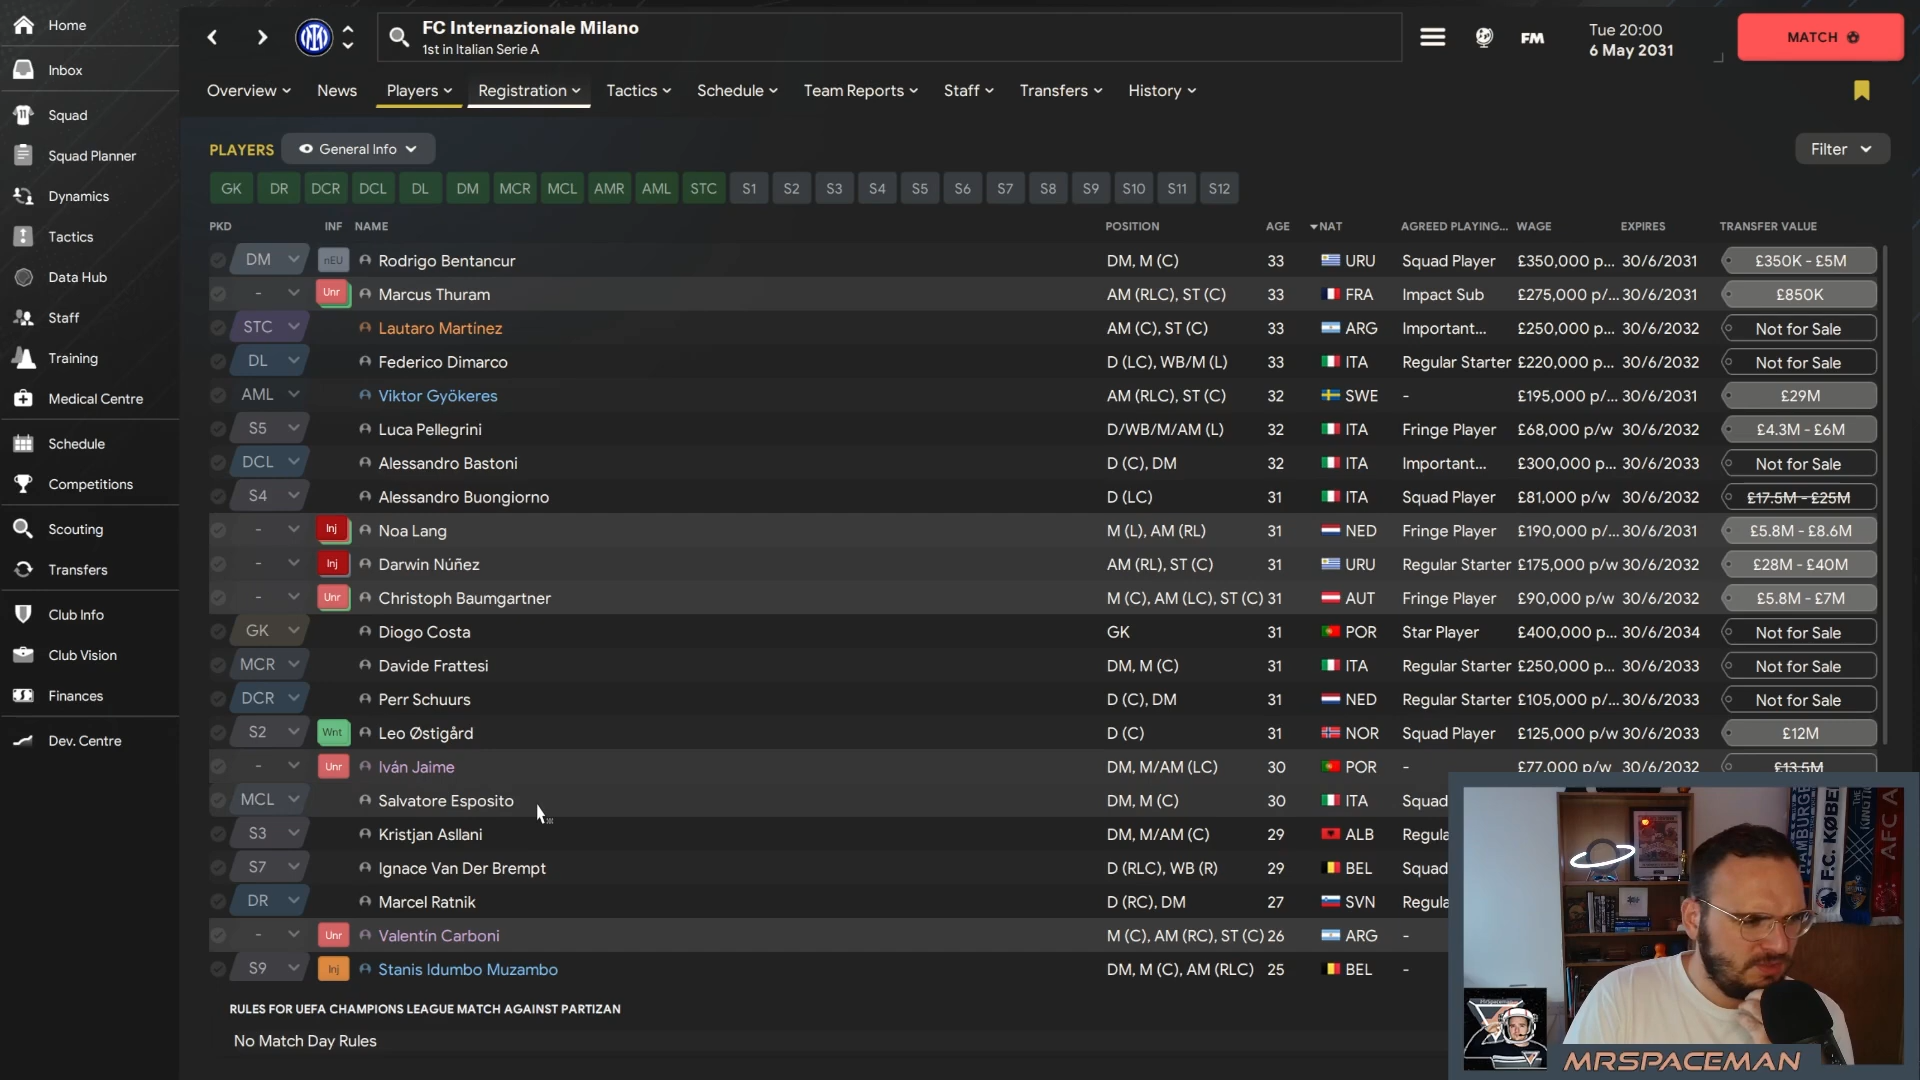 Home
Inbox
Squad
Squad Planner
Dynamics
Tactics
Data Hub
Staff
Training
Medical Centre
Schedule
Competitions
Scouting
Transfers
Club Info
Club Vision
Finances
Dev. Centre
FC Internazionale Milano
1st in Italian Serie A
FM
Tue 20:00
6 May 2031
MATCH
Overview News Players Registration Tactics Schedule Team Reports Staff Transfers History
PLAYERS General Info Filter
GK DR DCR DCL DL DM MCR MCL AMR AML STC S1 S2 S3 S4 S5 S6 S7 S8 S9 S10 S11 S12
PKD INF NAME POSITION AGE NAT AGREED PLAYING... WAGE EXPIRES TRANSFER VALUE
DM nEU Rodrigo Bentancur DM, M (C) 33 URU Squad Player £350,000 p... 30/6/2031 £350K - £5M
- Unr Marcus Thuram AM (RLC), ST (C) 33 FRA Impact Sub £275,000 p/... 30/6/2031 £850K
STC Lautaro Martínez AM (C), ST (C) 33 ARG Important... £250,000 p... 30/6/2032 Not for Sale
DL Federico Dimarco D (LC), WB/M (L) 33 ITA Regular Starter £220,000 p... 30/6/2032 Not for Sale
AML Viktor Gyökeres AM (RLC), ST (C) 32 SWE - £195,000 p/... 30/6/2031 £29M
S5 Luca Pellegrini D/WB/M/AM (L) 32 ITA Fringe Player £68,000 p/w 30/6/2032 £4.3M - £6M
DCL Alessandro Bastoni D (C), DM 32 ITA Important... £300,000 p... 30/6/2033 Not for Sale
S4 Alessandro Buongiorno D (LC) 31 ITA Squad Player £81,000 p/w 30/6/2032 £17.5M - £25M
- Inj Noa Lang M (L), AM (RL) 31 NED Fringe Player £190,000 p/... 30/6/2031 £5.8M - £8.6M
- Inj Darwin Núñez AM (RL), ST (C) 31 URU Regular Starter £175,000 p/w 30/6/2032 £28M - £40M
- Unr Christoph Baumgartner M (C), AM (LC), ST (C) 31 AUT Fringe Player £90,000 p/w 30/6/2032 £5.8M - £7M
GK Diogo Costa GK 31 POR Star Player £400,000 p... 30/6/2034 Not for Sale
MCR Davide Frattesi DM, M (C) 31 ITA Regular Starter £250,000 p... 30/6/2033 Not for Sale
DCR Perr Schuurs D (C), DM 31 NED Regular Starter £105,000 p/... 30/6/2033 Not for Sale
S2 Wnt Leo Østigård D (C) 31 NOR Squad Player £125,000 p/w 30/6/2033 £12M
- Unr Iván Jaime DM, M/AM (LC) 30 POR - £77,000 p/w 30/6/2032 £13.5M
MCL Salvatore Esposito DM, M (C) 30 ITA Squad
S3 Kristjan Asllani DM, M/AM (C) 29 ALB Regula
S7 Ignace Van Der Brempt D (RLC), WB (R) 29 BEL Squad
DR Marcel Ratnik D (RC), DM 27 SVN Regula
- Unr Valentín Carboni M (C), AM (RC), ST (C) 26 ARG -
S9 Inj Stanis Idumbo Muzambo DM, M (C), AM (RLC) 25 BEL -
RULES FOR UEFA CHAMPIONS LEAGUE MATCH AGAINST PARTIZAN
No Match Day Rules
F.C. KØBEN
AFC A
MRSPACEMAN